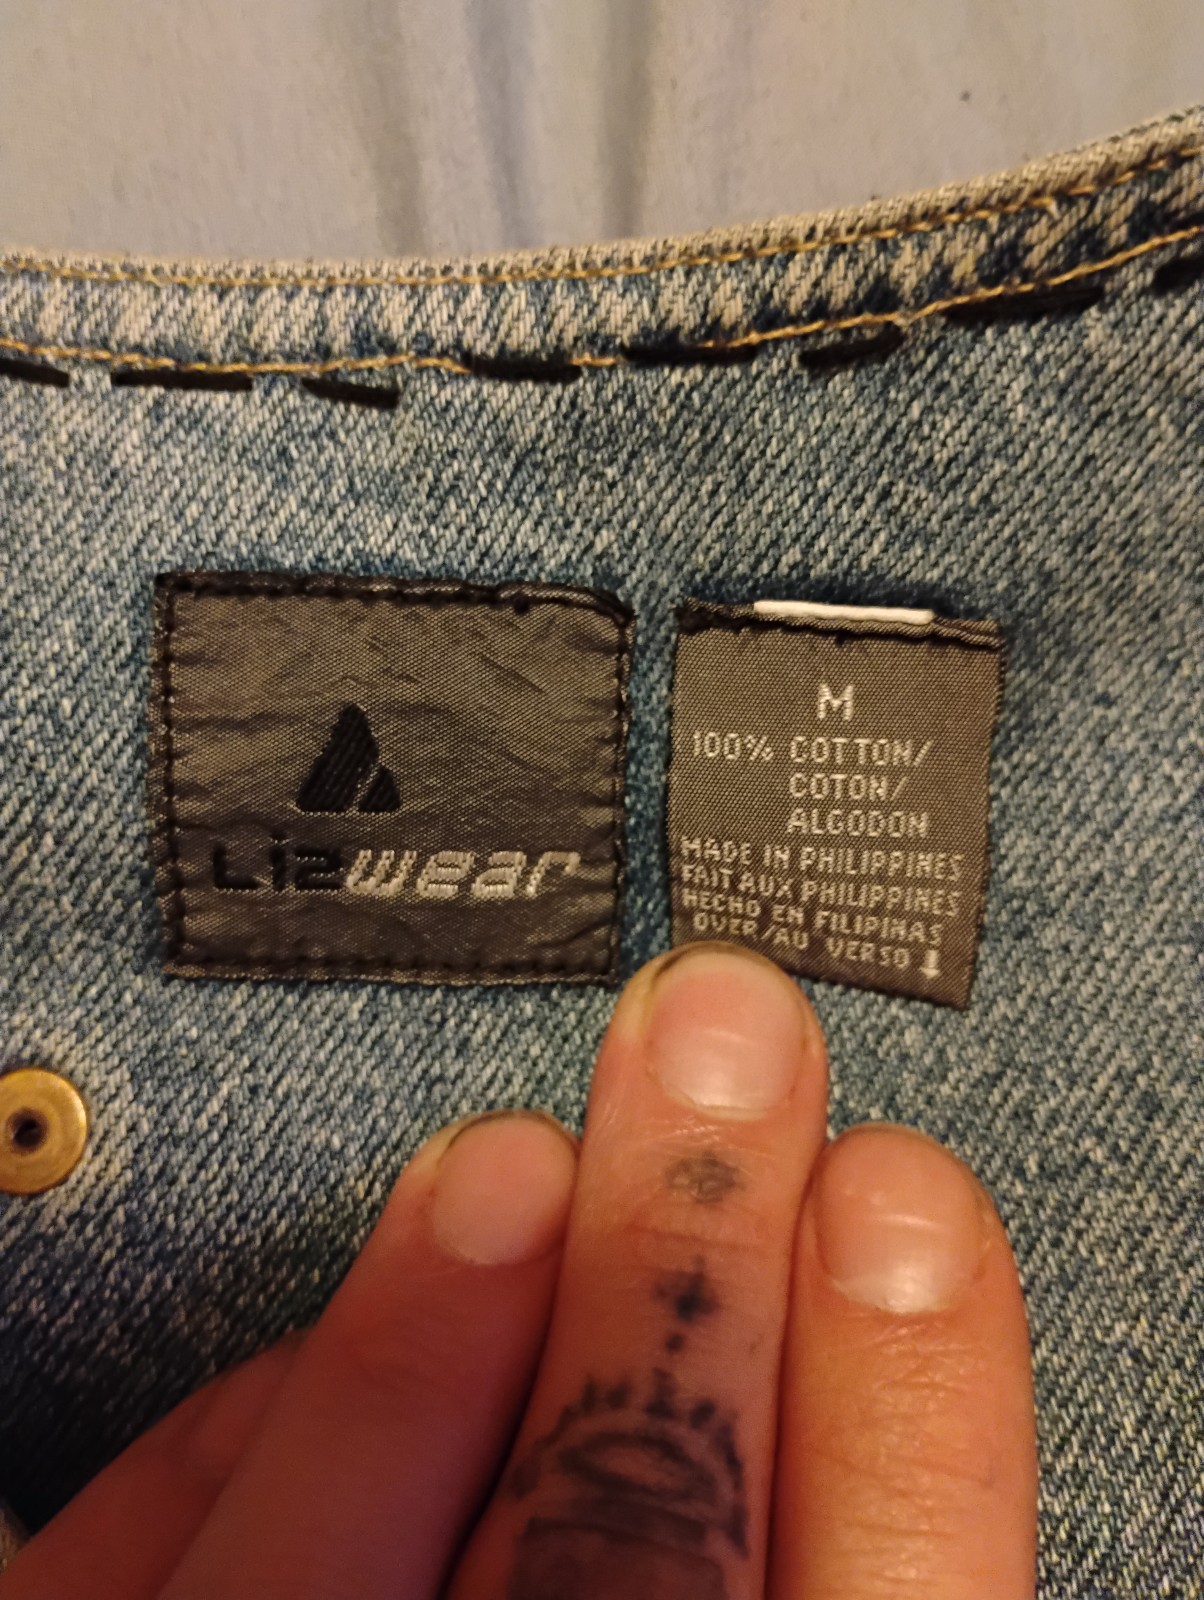 Lizwear
M
100% COTTON/
COTON/
ALGODON
MADE IN PHILIPPINES
FAIT AUX PHILIPPINES
HECHO EN FILIPINAS
OVER/AU VERSO